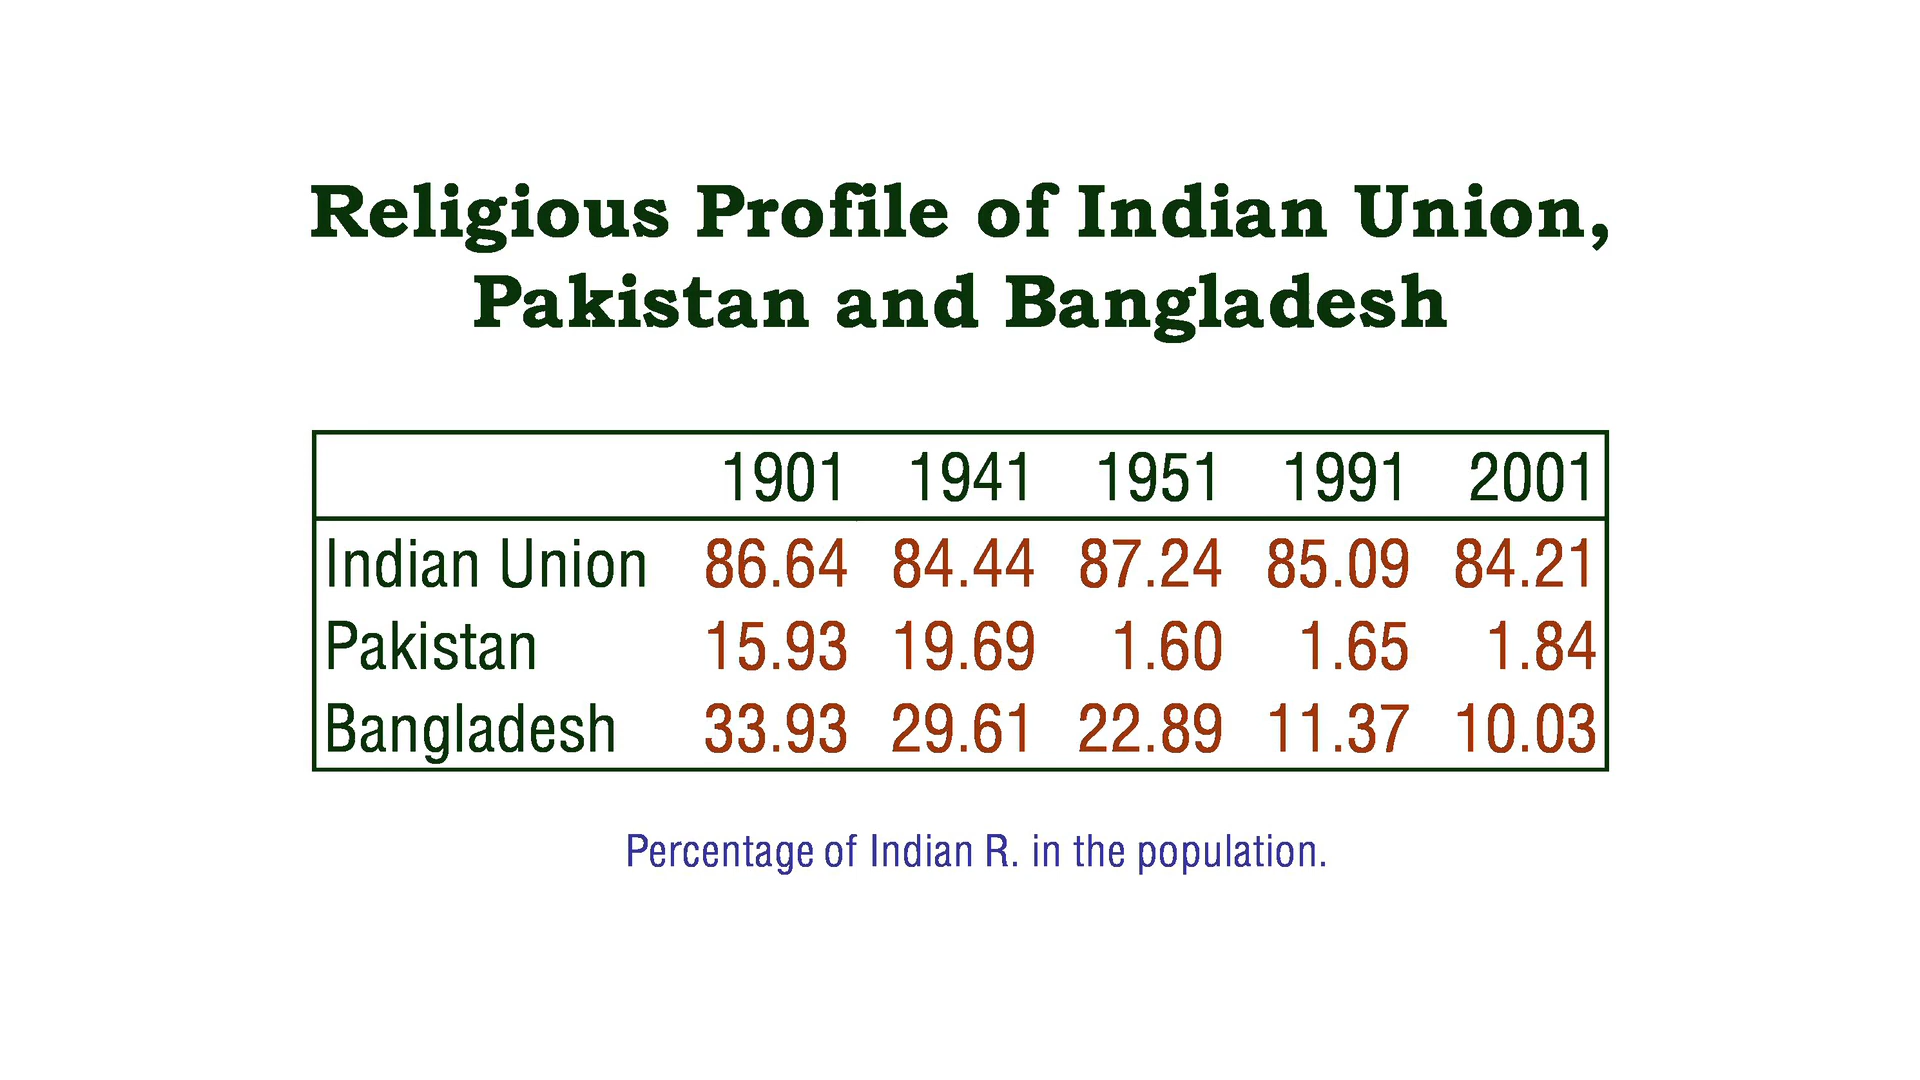 Religious Profile of Indian Union,
Pakistan and Bangladesh
1901 1941 1951 1991 2001
Indian Union 86.64 84.44 87.24 85.09 84.21
Pakistan 15.93 19.69 1.60 1.65 1.84
Bangladesh 33.93 29.61 22.89 11.37 10.03
Percentage of Indian R. in the population.